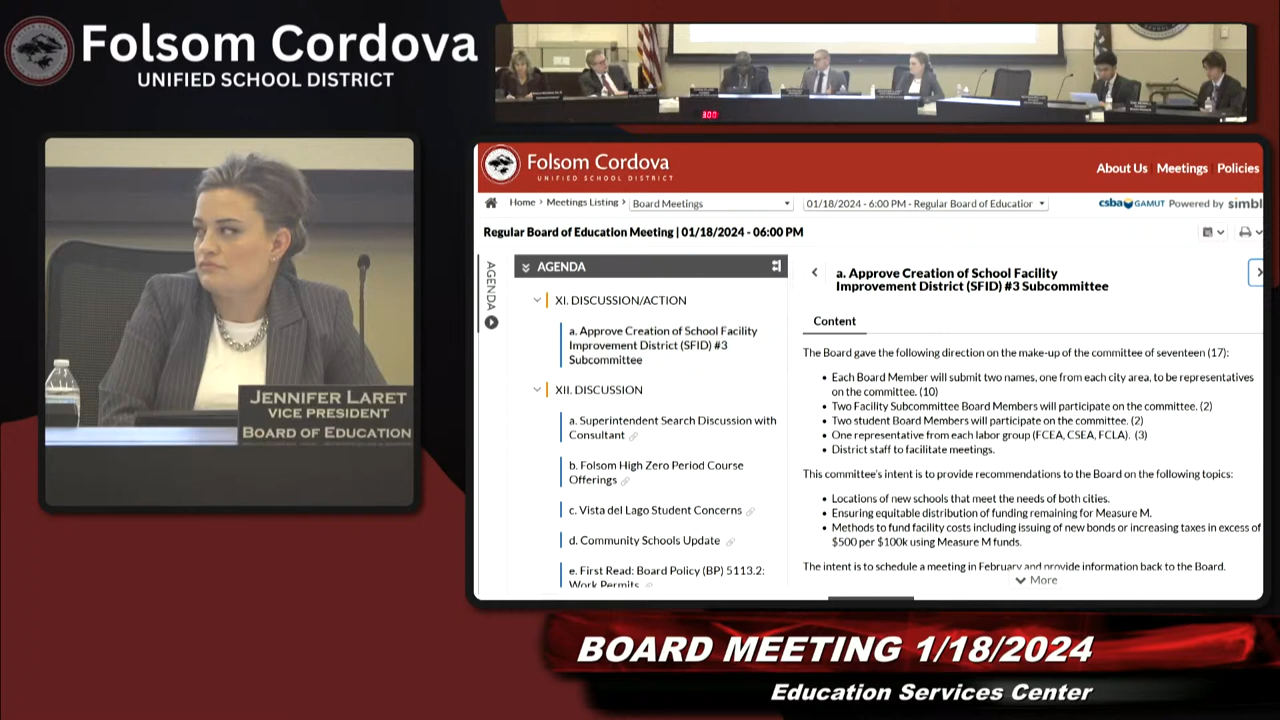 Folsom Cordova
UNIFIED SCHOOL DISTRICT
300
JENNIFER LARET
VICE PRESIDENT
BOARD OF EDUCATION
Folsom Cordova
UNIFIED SCHOOL DISTRICT
About Us Meetings Policies
Home > Meetings Listing > Board Meetings 01/18/2024 - 6:00 PM - Regular Board of Education csba GAMUT Powered by simbl
Regular Board of Education Meeting | 01/18/2024 - 06:00 PM
AGENDA
AGENDA
XI. DISCUSSION/ACTION
a. Approve Creation of School Facility
Improvement District (SFID) #3
Subcommittee
XII. DISCUSSION
a. Superintendent Search Discussion with
Consultant
b. Folsom High Zero Period Course
Offerings
c. Vista del Lago Student Concerns
d. Community Schools Update
e. First Read: Board Policy (BP) 5113.2:
Work Permits
a. Approve Creation of School Facility
Improvement District (SFID) #3 Subcommittee
Content
The Board gave the following direction on the make-up of the committee of seventeen (17):
• Each Board Member will submit two names, one from each city area, to be representatives
on the committee. (10)
• Two Facility Subcommittee Board Members will participate on the committee. (2)
• Two student Board Members will participate on the committee. (2)
• One representative from each labor group (FCEA, CSEA, FCLA). (3)
• District staff to facilitate meetings.
This committee's intent is to provide recommendations to the Board on the following topics:
• Locations of new schools that meet the needs of both cities.
• Ensuring equitable distribution of funding remaining for Measure M.
• Methods to fund facility costs including issuing of new bonds or increasing taxes in excess of
$500 per $100k using Measure M funds.
The intent is to schedule a meeting in February and provide information back to the Board.
More
BOARD MEETING 1/18/2024
Education Services Center